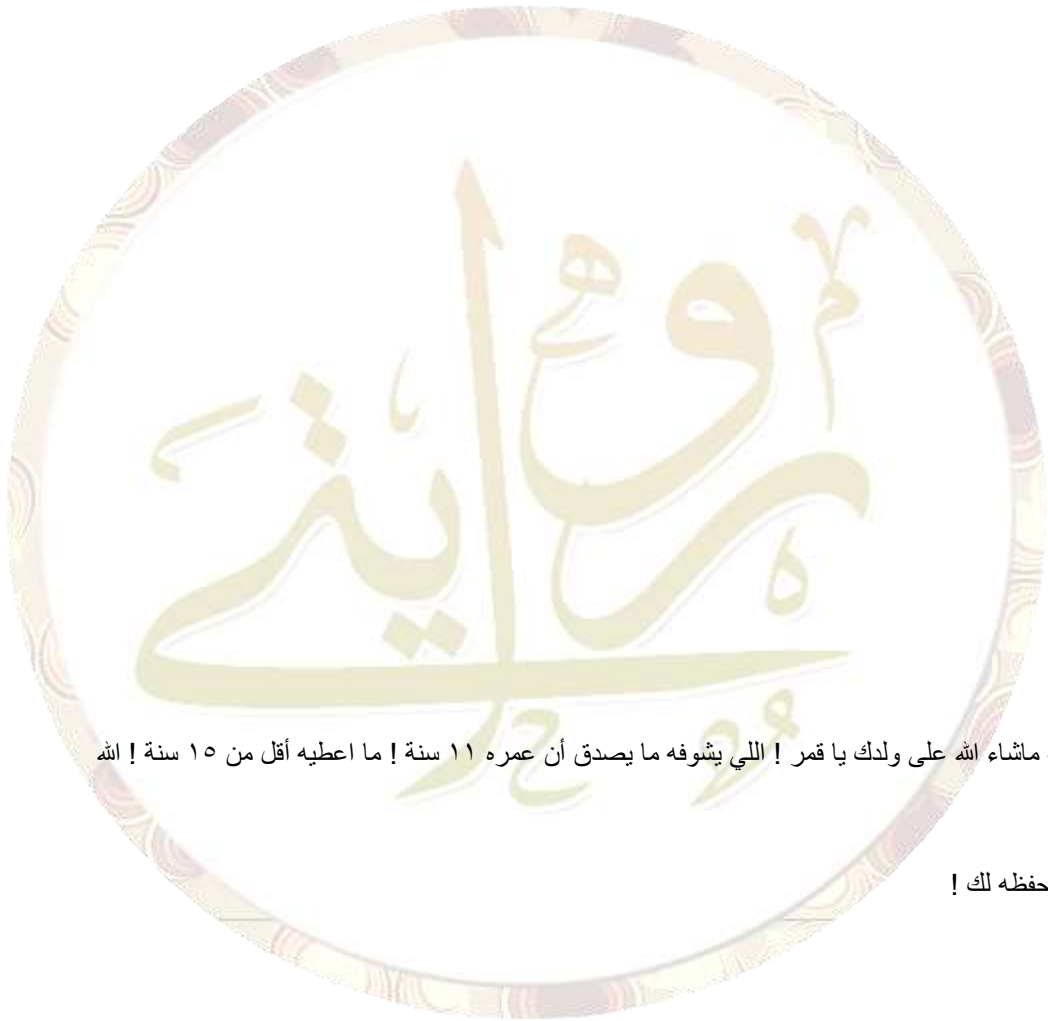 روايتي
ماشاء الله على ولدك يا قمر ! اللي يشوفه ما يصدق أن عمره ١١ سنة ! ما اعطيه أقل من ١٥ سنة ! الله
حفظه لك !